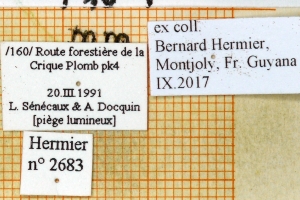 /160/ Route forestière de la
Crique Plomb pk4
20.III.1991
L. Sénécaux & A. Docquin
[piège lumineux]
Hermier
n° 2683
ex coll.
Bernard Hermier,
Montjoly, Fr. Guyana
IX.2017